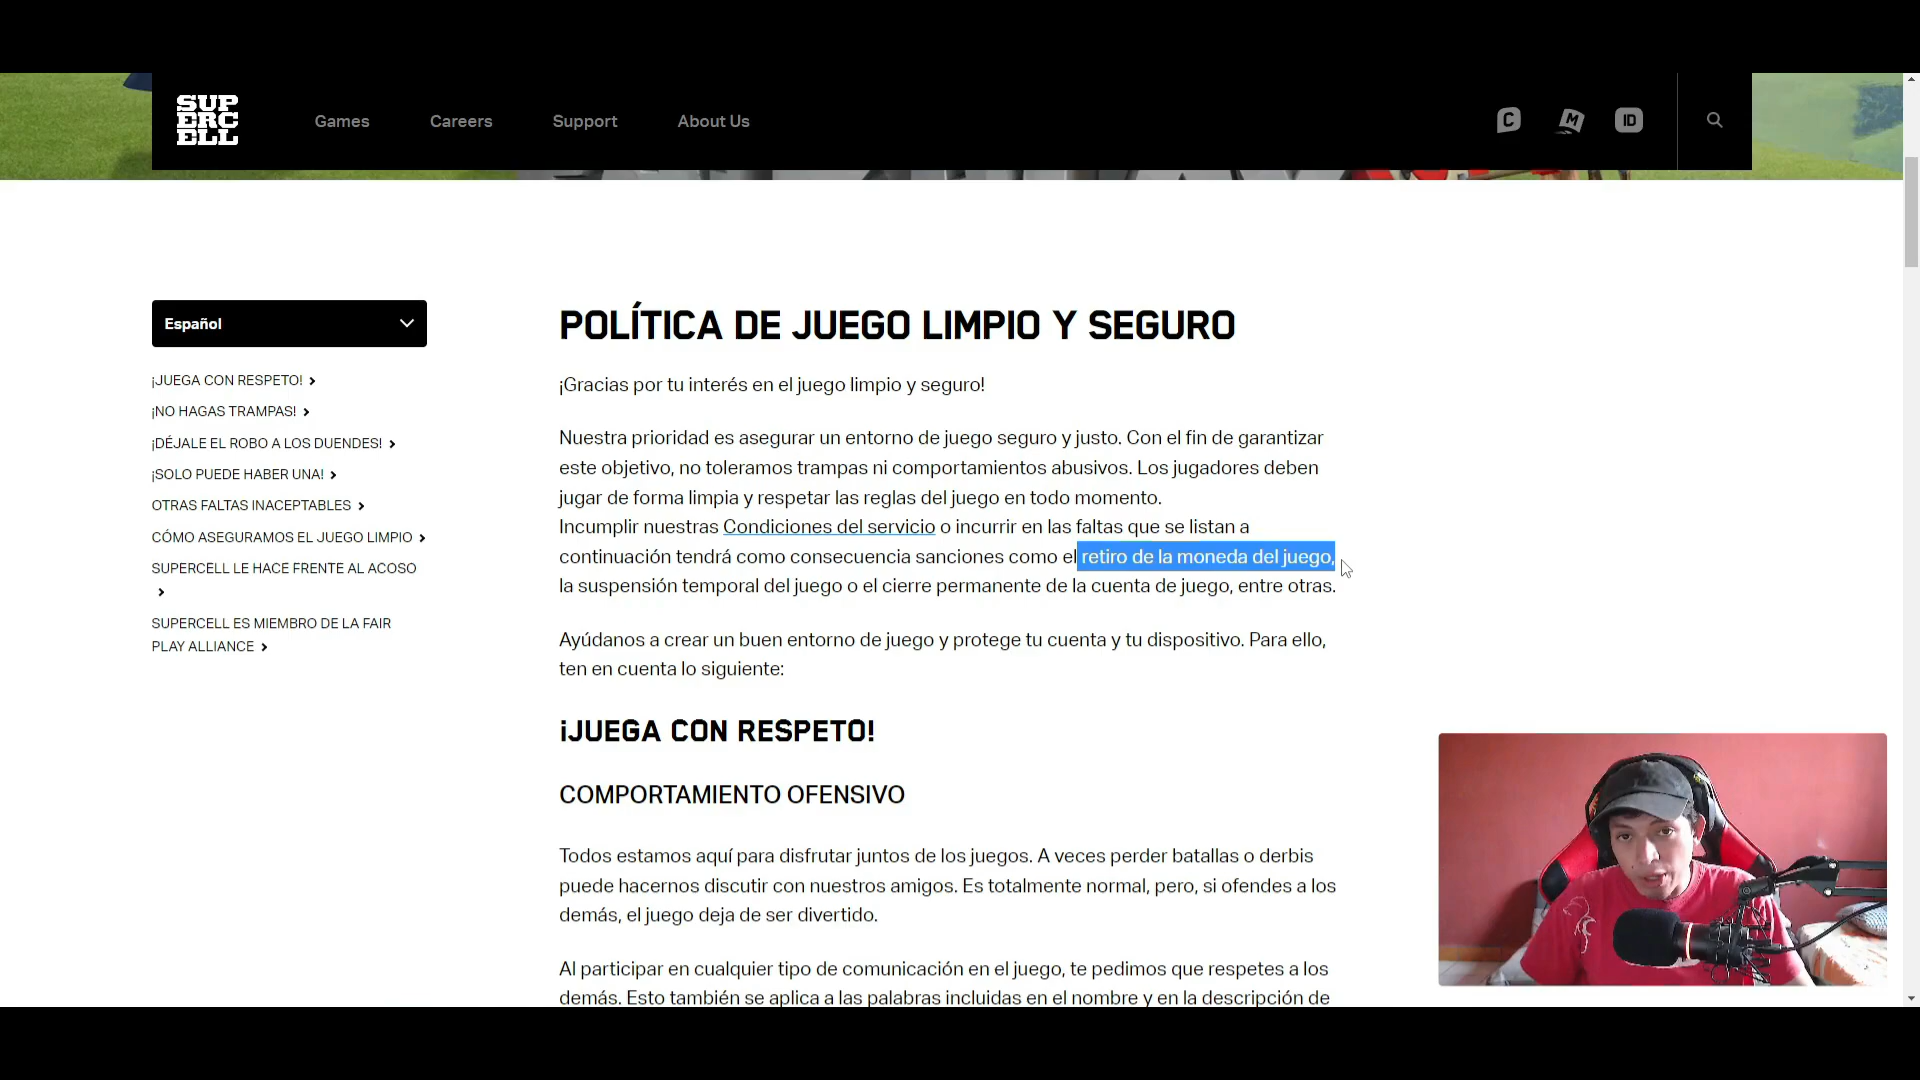 SUP
ERC
ELL
Games
Careers
Support
About Us
C
M
ID
Español
¡JUEGA CON RESPETO!
¡NO HAGAS TRAMPAS!
¡DÉJALE EL ROBO A LOS DUENDES!
¡SOLO PUEDE HABER UNA!
OTRAS FALTAS INACEPTABLES
CÓMO ASEGURAMOS EL JUEGO LIMPIO
SUPERCELL LE HACE FRENTE AL ACOSO
SUPERCELL ES MIEMBRO DE LA FAIR
PLAY ALLIANCE
POLÍTICA DE JUEGO LIMPIO Y SEGURO
¡Gracias por tu interés en el juego limpio y seguro!
Nuestra prioridad es asegurar un entorno de juego seguro y justo. Con el fin de garantizar
este objetivo, no toleramos trampas ni comportamientos abusivos. Los jugadores deben
jugar de forma limpia y respetar las reglas del juego en todo momento.
Incumplir nuestras Condiciones del servicio o incurrir en las faltas que se listan a
continuación tendrá como consecuencia sanciones como el retiro de la moneda del juego,
la suspensión temporal del juego o el cierre permanente de la cuenta de juego, entre otras.
Ayúdanos a crear un buen entorno de juego y protege tu cuenta y tu dispositivo. Para ello,
ten en cuenta lo siguiente:
¡JUEGA CON RESPETO!
COMPORTAMIENTO OFENSIVO
Todos estamos aquí para disfrutar juntos de los juegos. A veces perder batallas o derbis
puede hacernos discutir con nuestros amigos. Es totalmente normal, pero, si ofendes a los
demás, el juego deja de ser divertido.
Al participar en cualquier tipo de comunicación en el juego, te pedimos que respetes a los
demás. Esto también se aplica a las palabras incluidas en el nombre y en la descripción de